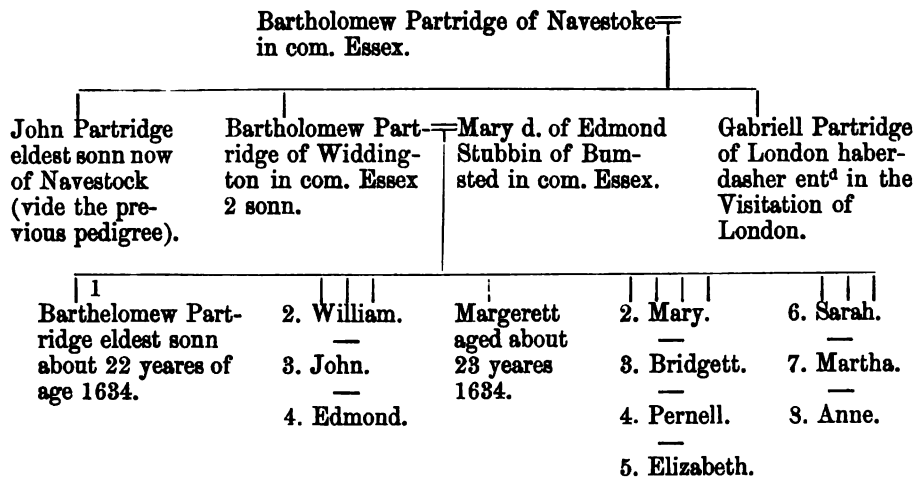 Bartholomew Partridge of Navestoke
in com. Essex.
John Partridge
eldest sonn now
of Navestock
(vide the pre-
vious pedigree).
Bartholomew Part-
ridge of Widding-
ton in com. Essex
2 sonn.
Mary d. of Edmond
Stubbin of Bum-
sted in com. Essex.
Gabriell Partridge
of London haber-
dasher entᵈ in the
Visitation of
London.
1
Barthelomew Part-
ridge eldest sonn
about 22 yeares of
age 1634.
2. William.
3. John.
4. Edmond.
Margerett
aged about
23 yeares
1634.
2. Mary.
3. Bridgett.
4. Pernell.
5. Elizabeth.
6. Sarah.
7. Martha.
8. Anne.